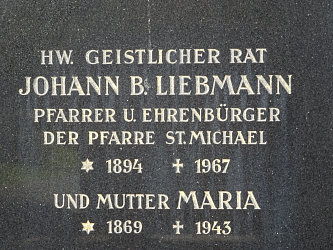 HW. GEISTLICHER RAT
JOHANN B. LIEBMANN
PFARRER U. EHRENBÜRGER
DER PFARRE ST. MICHAEL
✶ 1894 ✝ 1967
UND MUTTER MARIA
✶ 1869 ✝ 1943